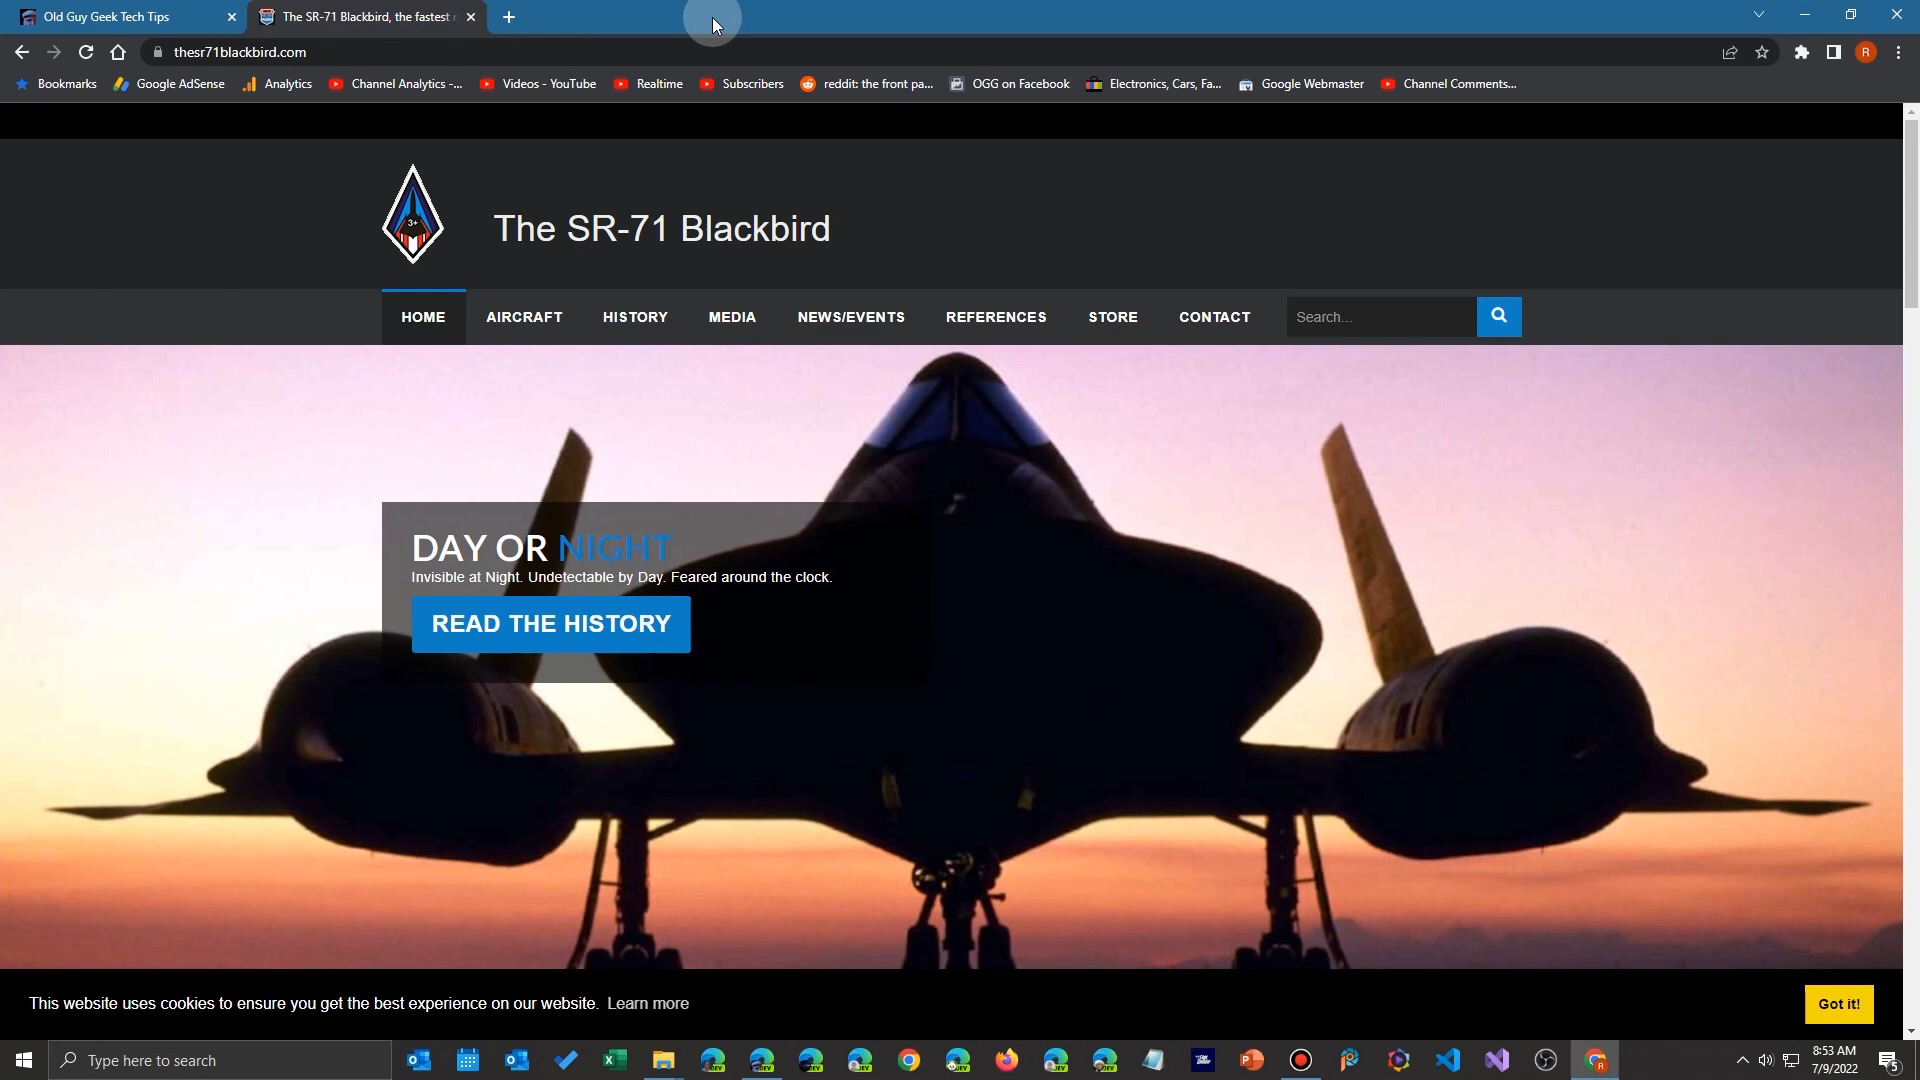 Old Guy Geek Tech Tips
The SR-71 Blackbird, the fastest
thesr71blackbird.com
R
Bookmarks
Google AdSense
Analytics
Channel Analytics -...
Videos - YouTube
Realtime
Subscribers
reddit: the front pa...
OGG on Facebook
Electronics, Cars, Fa...
Google Webmaster
Channel Comments...
3+
The SR-71 Blackbird
HOME
AIRCRAFT
HISTORY
MEDIA
NEWS/EVENTS
REFERENCES
STORE
CONTACT
Search...
DAY OR NIGHT
Invisible at Night. Undetectable by Day. Feared around the clock.
READ THE HISTORY
This website uses cookies to ensure you get the best experience on our website. Learn more
Got it!
Type here to search
8:53 AM
7/9/2022
5